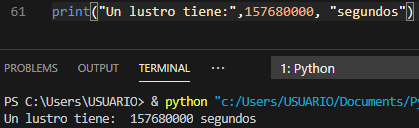 61 print("Un lustro tiene:",157680000, "segundos")
PROBLEMS OUTPUT TERMINAL ... 1: Python
PS C:\Users\USUARIO> & python "c:/Users/USUARIO/Documents/Py
Un lustro tiene: 157680000 segundos